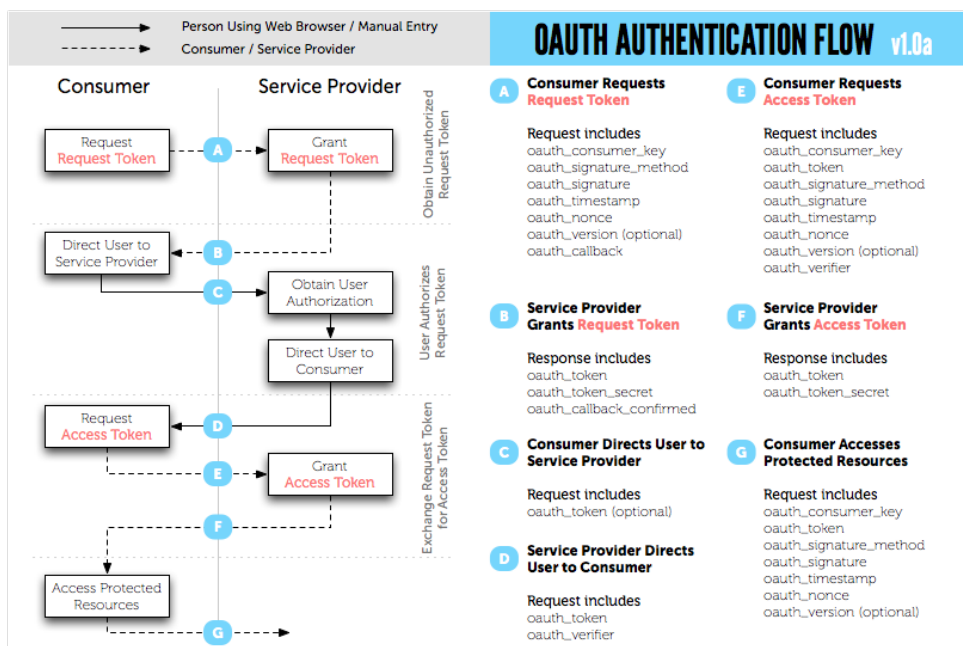 Person Using Web Browser / Manual Entry
Consumer / Service Provider
OAUTH AUTHENTICATION FLOW v1.0a
Consumer
Service Provider
Request
Request Token
A
Grant
Request Token
Obtain Unauthorized
Request Token
Direct User to
Service Provider
B
C
Obtain User
Authorization
Direct User to
Consumer
User Authorizes
Request Token
Request
Access Token
D
E
Grant
Access Token
F
Exchange Request Token
for Access Token
Access Protected
Resources
G
A
Consumer Requests
Request Token
Request includes
oauth_consumer_key
oauth_signature_method
oauth_signature
oauth_timestamp
oauth_nonce
oauth_version (optional)
oauth_callback
B
Service Provider
Grants Request Token
Response includes
oauth_token
oauth_token_secret
oauth_callback_confirmed
C
Consumer Directs User to
Service Provider
Request includes
oauth_token (optional)
D
Service Provider Directs
User to Consumer
Request includes
oauth_token
oauth_verifier
E
Consumer Requests
Access Token
Request includes
oauth_consumer_key
oauth_token
oauth_signature_method
oauth_signature
oauth_timestamp
oauth_nonce
oauth_version (optional)
oauth_verifier
F
Service Provider
Grants Access Token
Response includes
oauth_token
oauth_token_secret
G
Consumer Accesses
Protected Resources
Request includes
oauth_consumer_key
oauth_token
oauth_signature_method
oauth_signature
oauth_timestamp
oauth_nonce
oauth_version (optional)